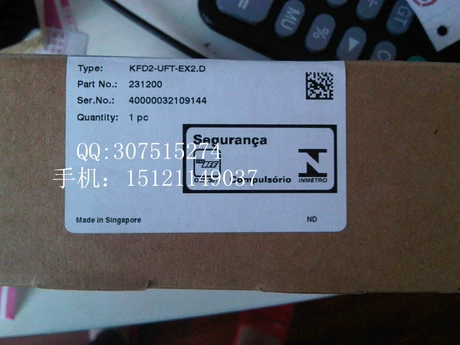 Type: KFD2-UFT-EX2.D
Part No.: 231200
Ser.No.: 40000032109144
Quantity: 1 pc
Segurança
QQ:307515274
Compulsório
INMETRO
手机：15121149037
Made in Singapore
ND